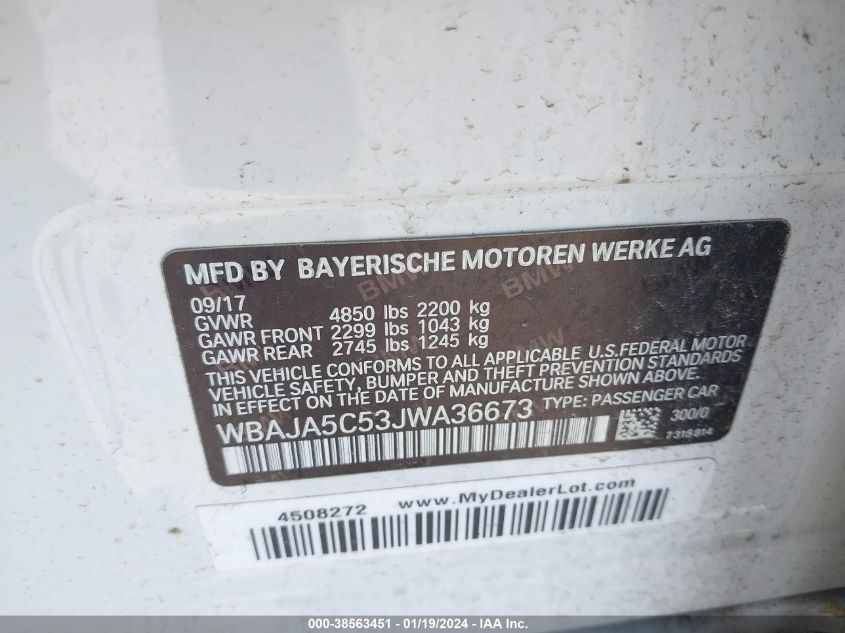 MFD BY BAYERISCHE MOTOREN WERKE AG
09/17
GVWR 4850 lbs 2200 kg
GAWR FRONT 2299 lbs 1043 kg
GAWR REAR 2745 lbs 1245 kg
THIS VEHICLE CONFORMS TO ALL APPLICABLE U.S.FEDERAL MOTOR
VEHICLE SAFETY, BUMPER AND THEFT PREVENTION STANDARDS
IN EFFECT ON THE DATE OF MANUFACTURE SHOWN ABOVE.
WBAJA5C53JWA36673 TYPE: PASSENGER CAR
300/0
7315814
4508272 www.MyDealerLot.com
000-38563451 - 01/19/2024 - IAA Inc.